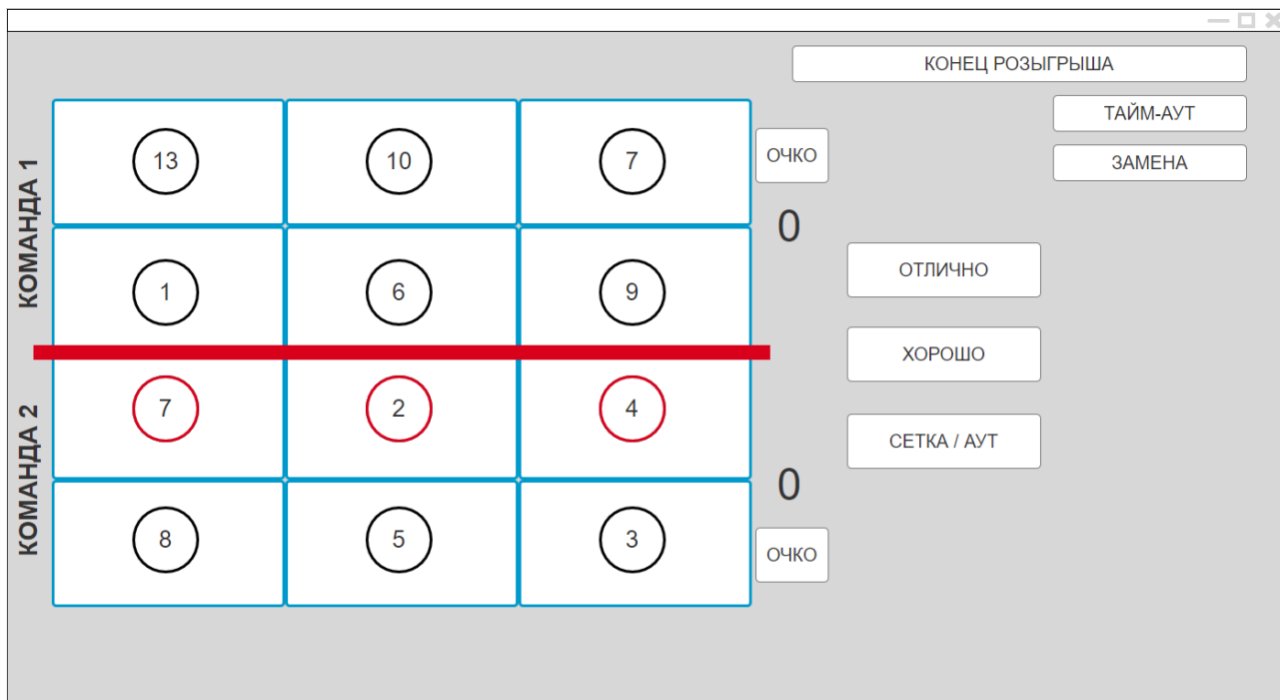 КОНЕЦ РОЗЫГРЫША
ТАЙМ-АУТ
ЗАМЕНА
КОМАНДА 1
13 10 7
ОЧКО
0
1 6 9
ОТЛИЧНО
ХОРОШО
СЕТКА / АУТ
КОМАНДА 2
7 2 4
0
8 5 3
ОЧКО